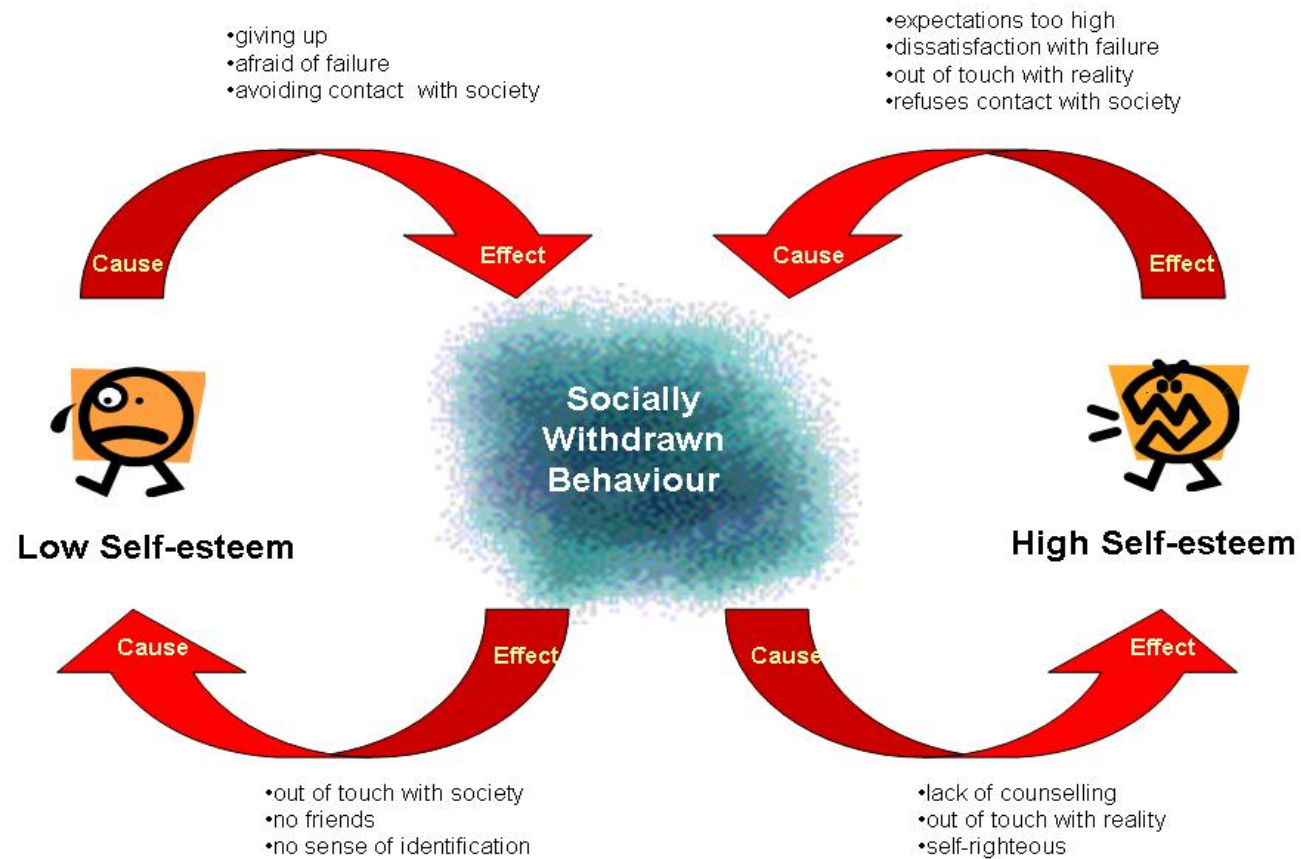 •giving up
•afraid of failure
•avoiding contact with society
•expectations too high
•dissatisfaction with failure
•out of touch with reality
•refuses contact with society
Cause
Effect
Cause
Effect
Socially
Withdrawn
Behaviour
Low Self-esteem
High Self-esteem
Cause
Effect
Cause
Effect
•out of touch with society
•no friends
•no sense of identification
•lack of counselling
•out of touch with reality
•self-righteous